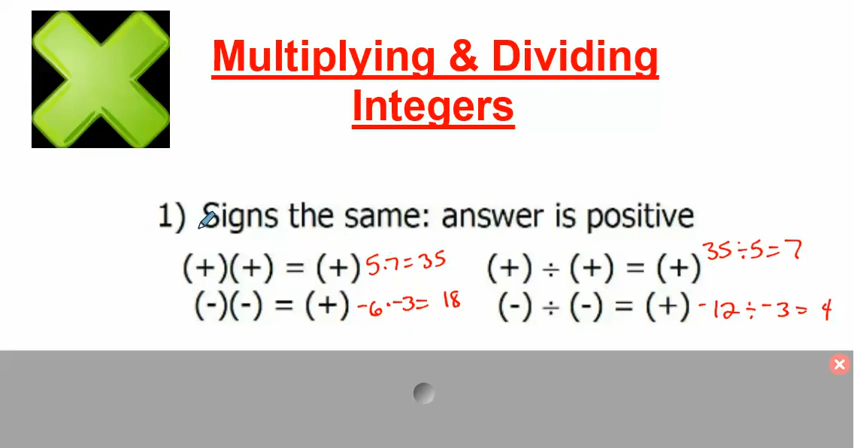 Multiplying & Dividing
Integers
1) Signs the same: answer is positive
(+)(+) = (+) 5·7=35
(+) ÷ (+) = (+) 35÷5=7
(-)(-) = (+) -6·-3= 18
(-) ÷ (-) = (+) -12÷-3= 4